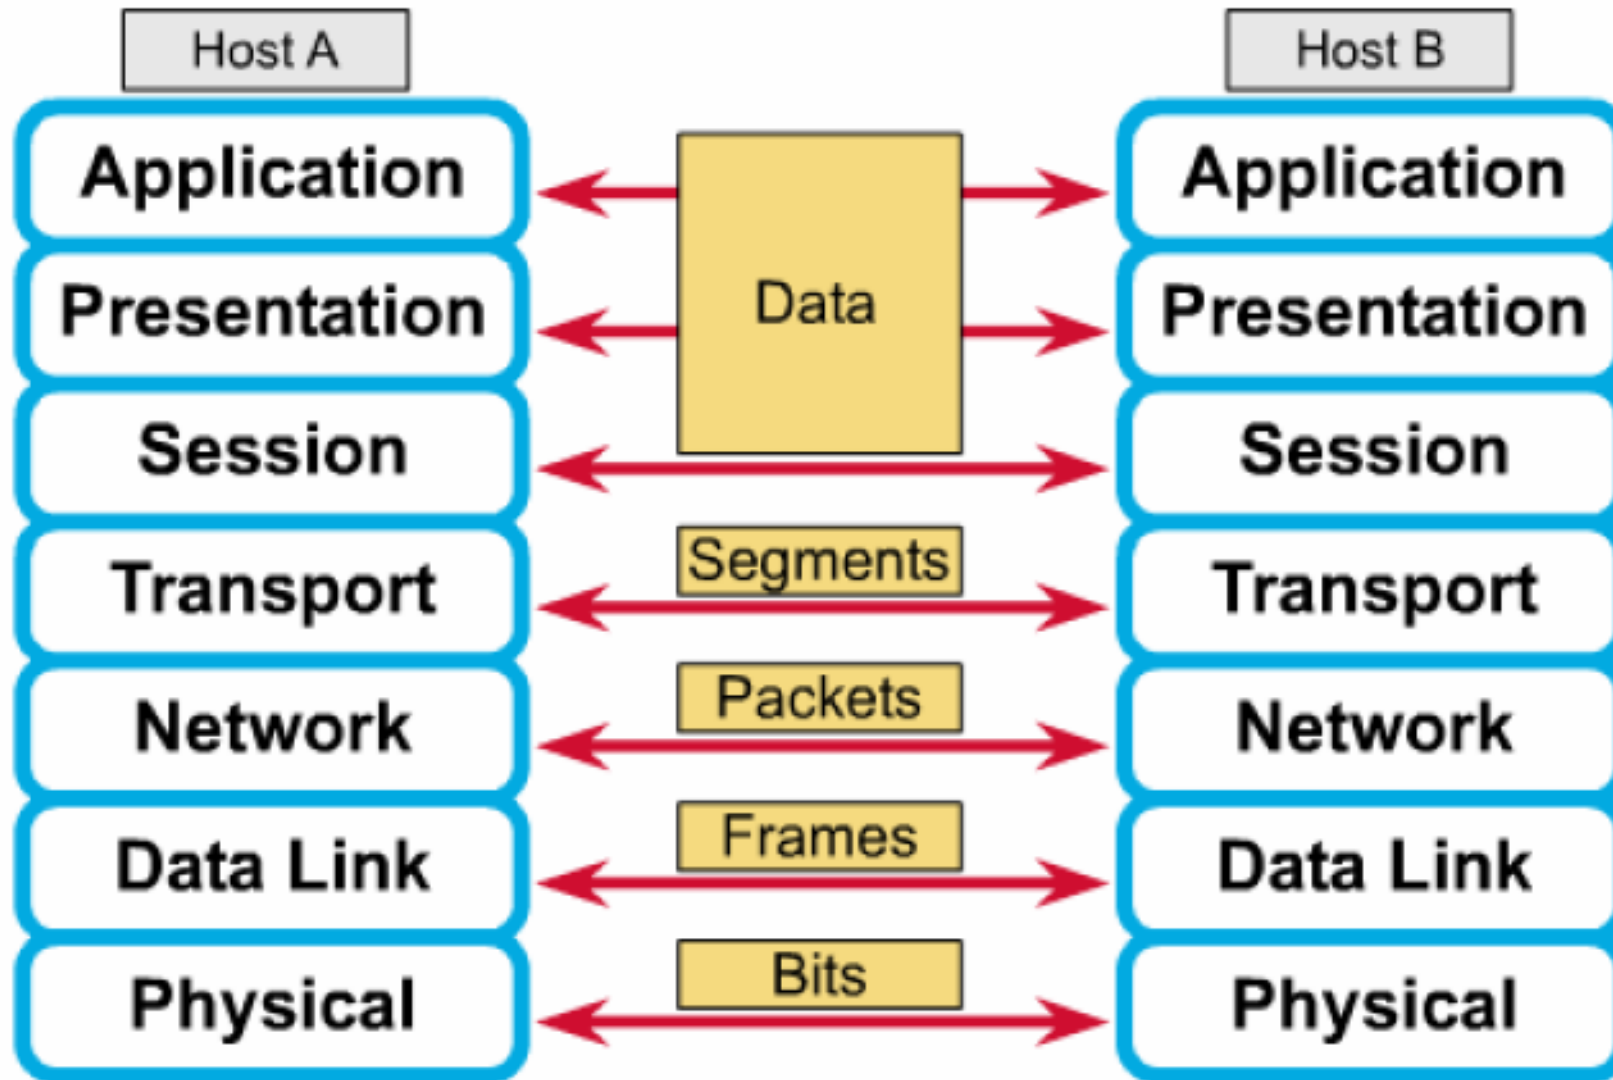 Host A
Host B
Application
Application
Presentation
Data
Presentation
Session
Session
Segments
Transport
Transport
Packets
Network
Network
Frames
Data Link
Data Link
Bits
Physical
Physical